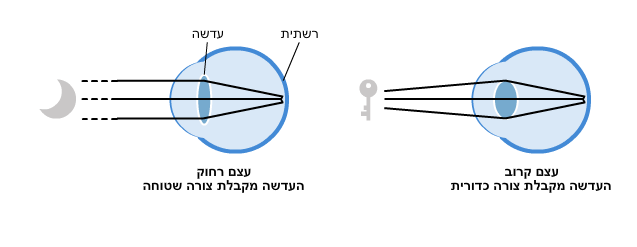 רשתית
עדשה
עצם קרוב
העדשה מקבלת צורה כדורית
עצם רחוק
העדשה מקבלת צורה שטוחה